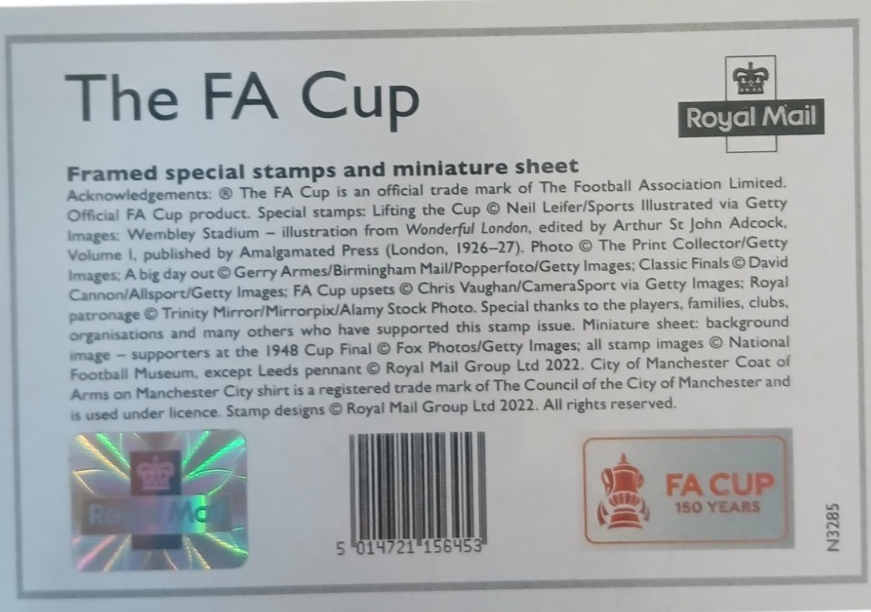 The FA Cup
Royal Mail
Framed special stamps and miniature sheet
Acknowledgements: ® The FA Cup is an official trade mark of The Football Association Limited.
Official FA Cup product. Special stamps: Lifting the Cup © Neil Leifer/Sports Illustrated via Getty
Images; Wembley Stadium – illustration from Wonderful London, edited by Arthur St John Adcock,
Volume 1, published by Amalgamated Press (London, 1926–27). Photo © The Print Collector/Getty
Images; A big day out © Gerry Armes/Birmingham Mail/Popperfoto/Getty Images; Classic Finals © David
Cannon/Allsport/Getty Images; FA Cup upsets © Chris Vaughan/CameraSport via Getty Images; Royal
patronage © Trinity Mirror/Mirrorpix/Alamy Stock Photo. Special thanks to the players, families, clubs,
organisations and many others who have supported this stamp issue. Miniature sheet: background
image – supporters at the 1948 Cup Final © Fox Photos/Getty Images; all stamp images © National
Football Museum, except Leeds pennant © Royal Mail Group Ltd 2022. City of Manchester Coat of
Arms on Manchester City shirt is a registered trade mark of The Council of the City of Manchester and
is used under licence. Stamp designs © Royal Mail Group Ltd 2022. All rights reserved.
5 014721 156453
FA CUP
150 YEARS
N3285